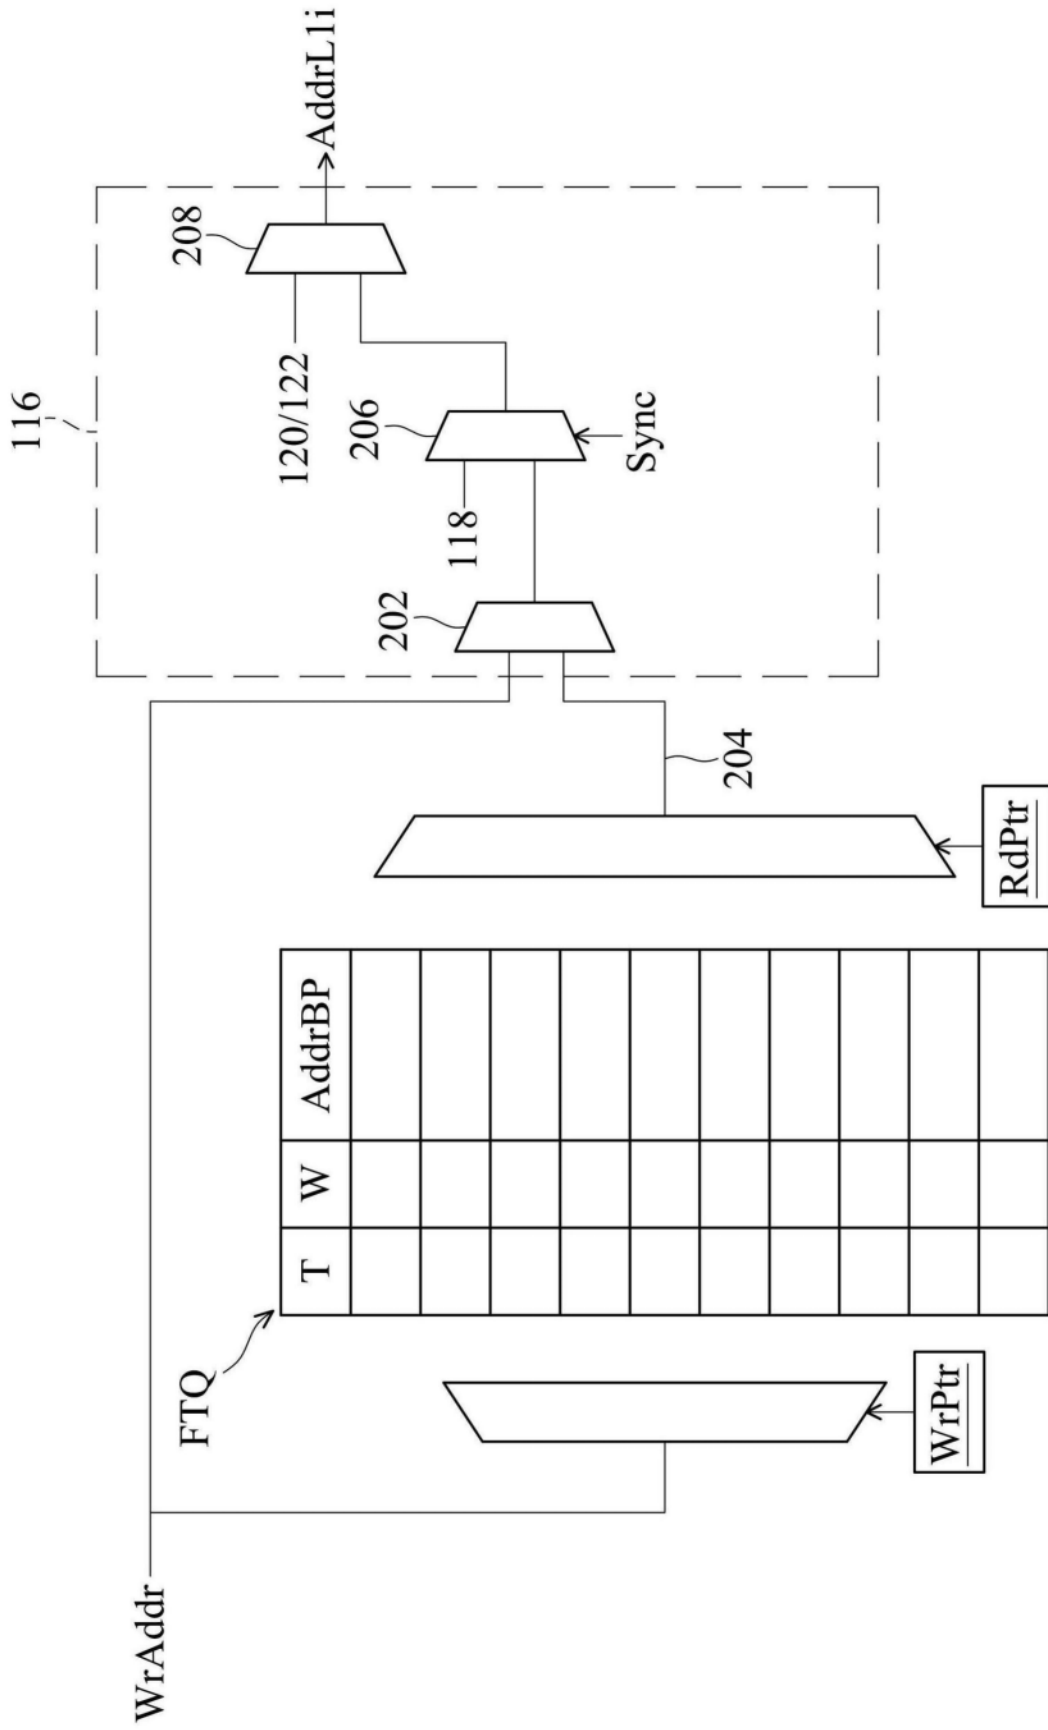 116
208
AddrL1i
120/122
206
118
Sync
202
204
WrAddr
FTQ
T
W
AddrBP
WrPtr
RdPtr